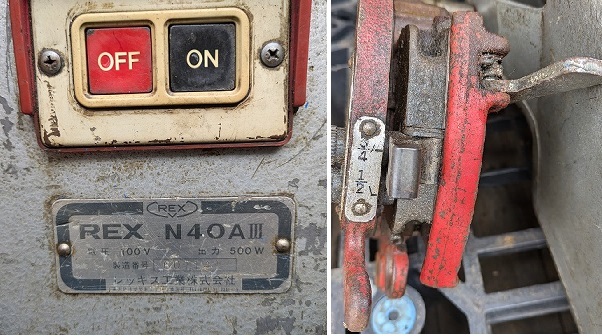 OFF ON
REX
REX N40AIII
電圧 100V 出力 500W
製造番号
レッキス工業株式会社
3/4 1/2